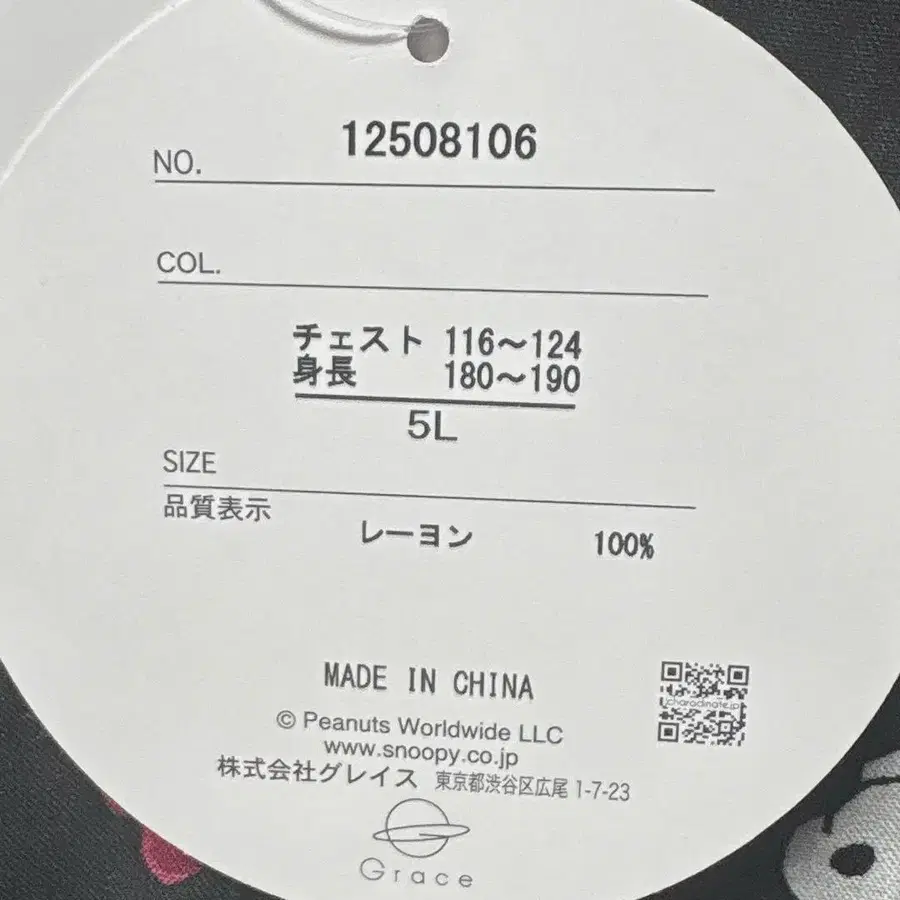 NO. 12508106
COL.
チェスト 116～124
身長 180～190
5L
SIZE
品質表示
レーヨン 100%
MADE IN CHINA
© Peanuts Worldwide LLC
www.snoopy.co.jp
株式会社グレイス 東京都渋谷区広尾 1-7-23
charadinate.jp
Grace